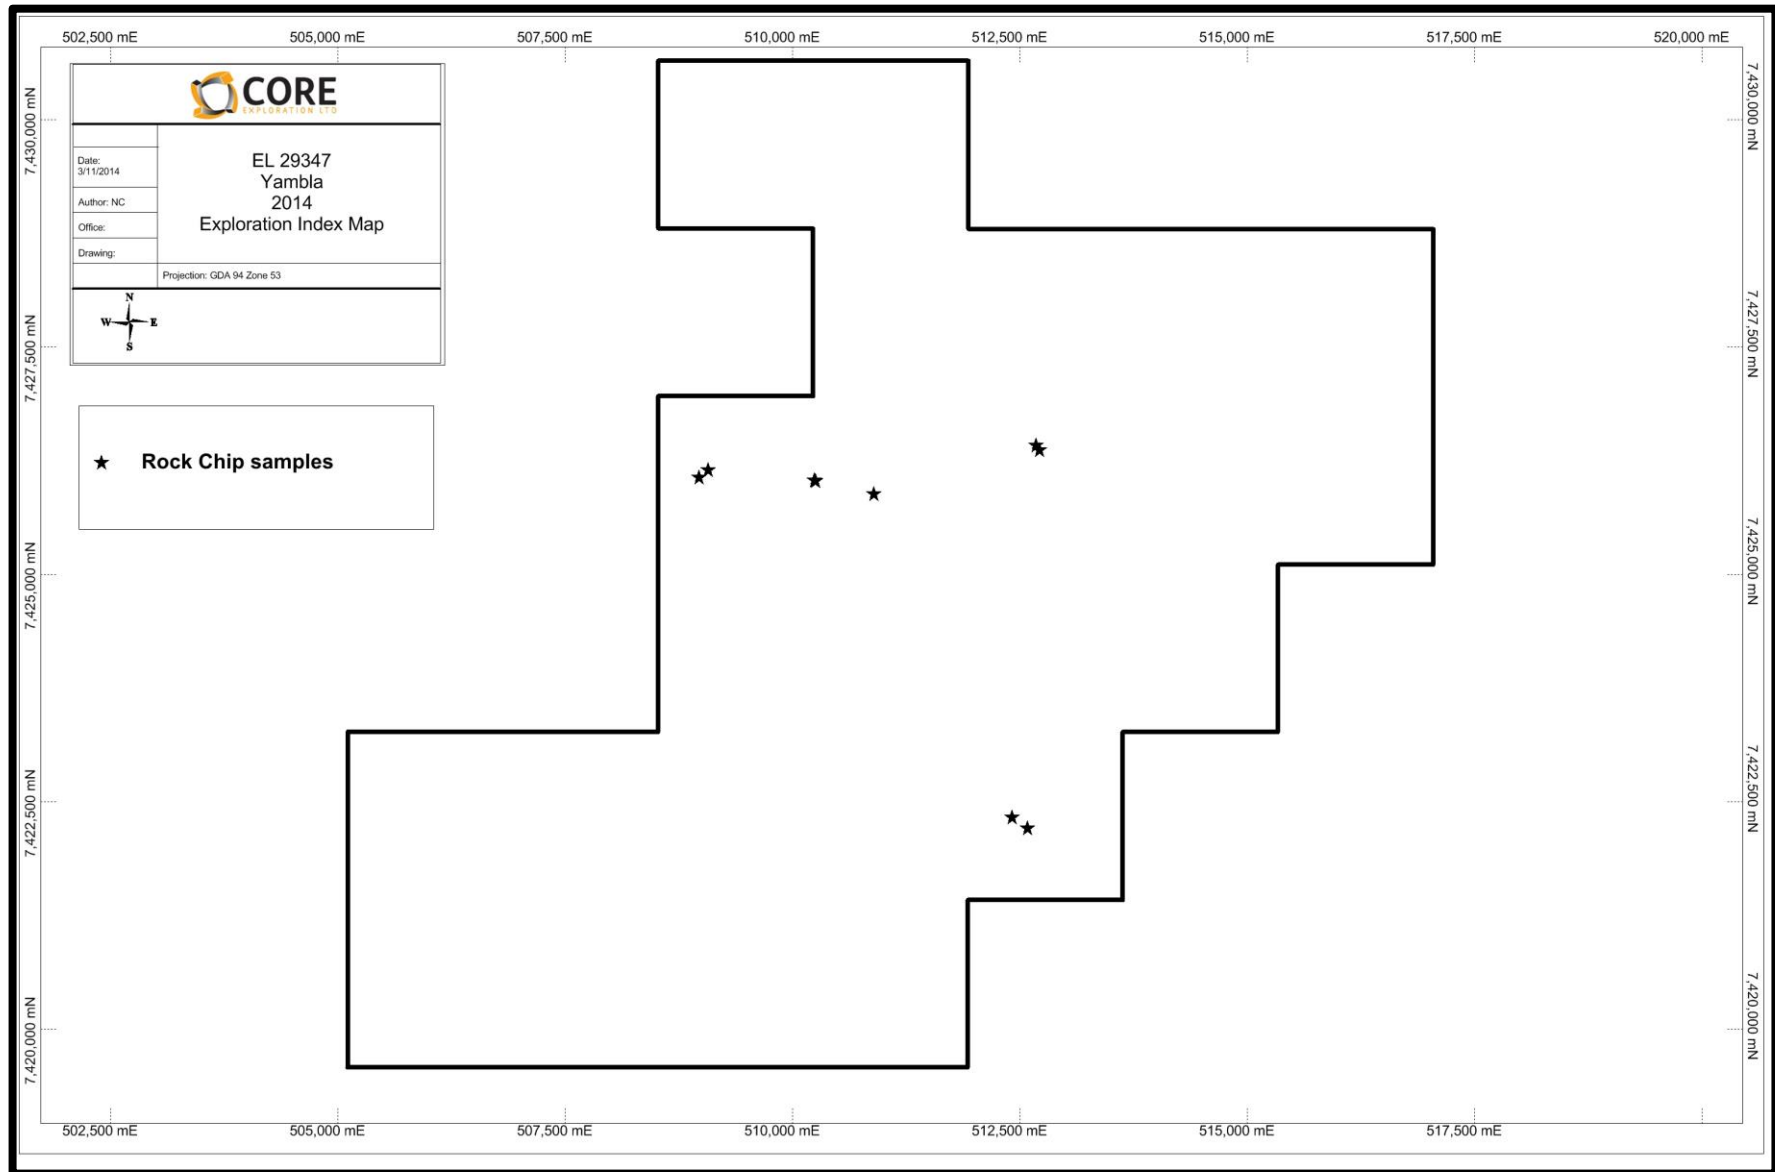 502,500 mE 505,000 mE 507,500 mE 510,000 mE 512,500 mE 515,000 mE 517,500 mE 520,000 mE
CORE
EXPLORATION LTD
Date:
3/11/2014
Author: NC
Office:
Drawing:
EL 29347
Yambla
2014
Exploration Index Map
Projection: GDA 94 Zone 53
N
W E
S
Rock Chip samples
7,430,000 mN
7,427,500 mN
7,425,000 mN
7,422,500 mN
7,420,000 mN
7,430,000 mN
7,427,500 mN
7,425,000 mN
7,422,500 mN
7,420,000 mN
502,500 mE 505,000 mE 507,500 mE 510,000 mE 512,500 mE 515,000 mE 517,500 mE